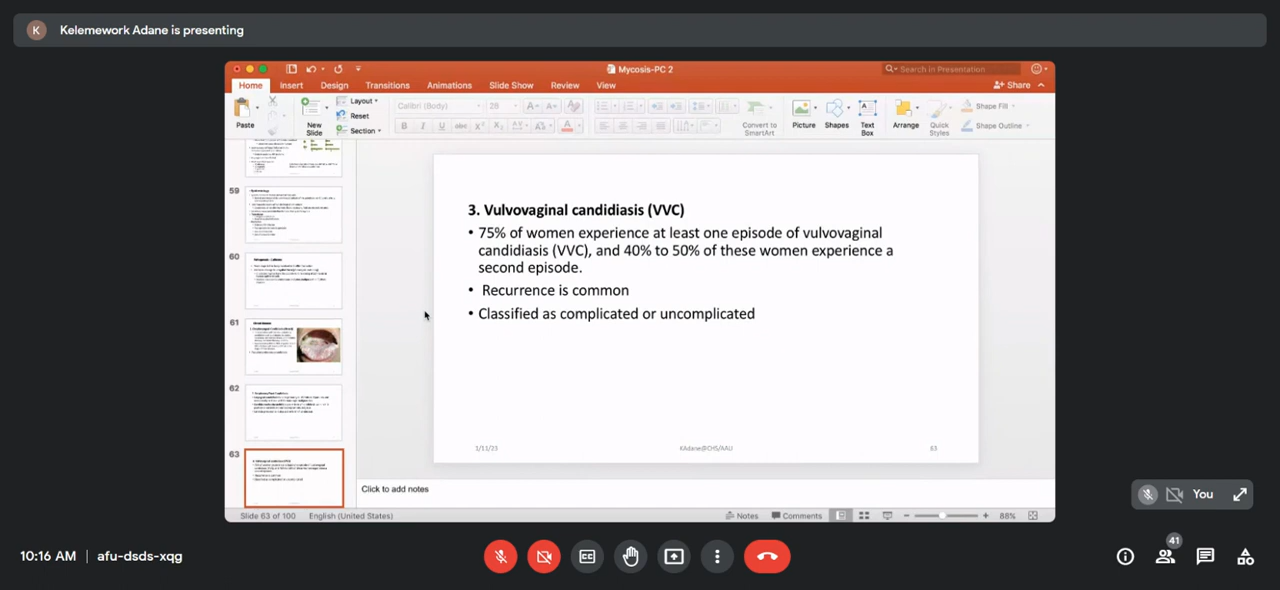 K Kelemework Adane is presenting
Mycosis-PC 2
Search in Presentation
Home Insert Design Transitions Animations Slide Show Review View
Share
Paste
New Slide
Layout
Reset
Section
Calibri (Body) 28
Convert to SmartArt
Picture Shapes Text Box Arrange Quick Styles
Shape Fill
Shape Outline
59
60
61
62
63
3. Vulvovaginal candidiasis (VVC)
• 75% of women experience at least one episode of vulvovaginal
candidiasis (VVC), and 40% to 50% of these women experience a
second episode.
• Recurrence is common
• Classified as complicated or uncomplicated
1/11/23 KAdane@CHS/AAU 63
Click to add notes
Slide 63 of 100 English (United States) Notes Comments 88%
You
10:16 AM | afu-dsds-xqg
41